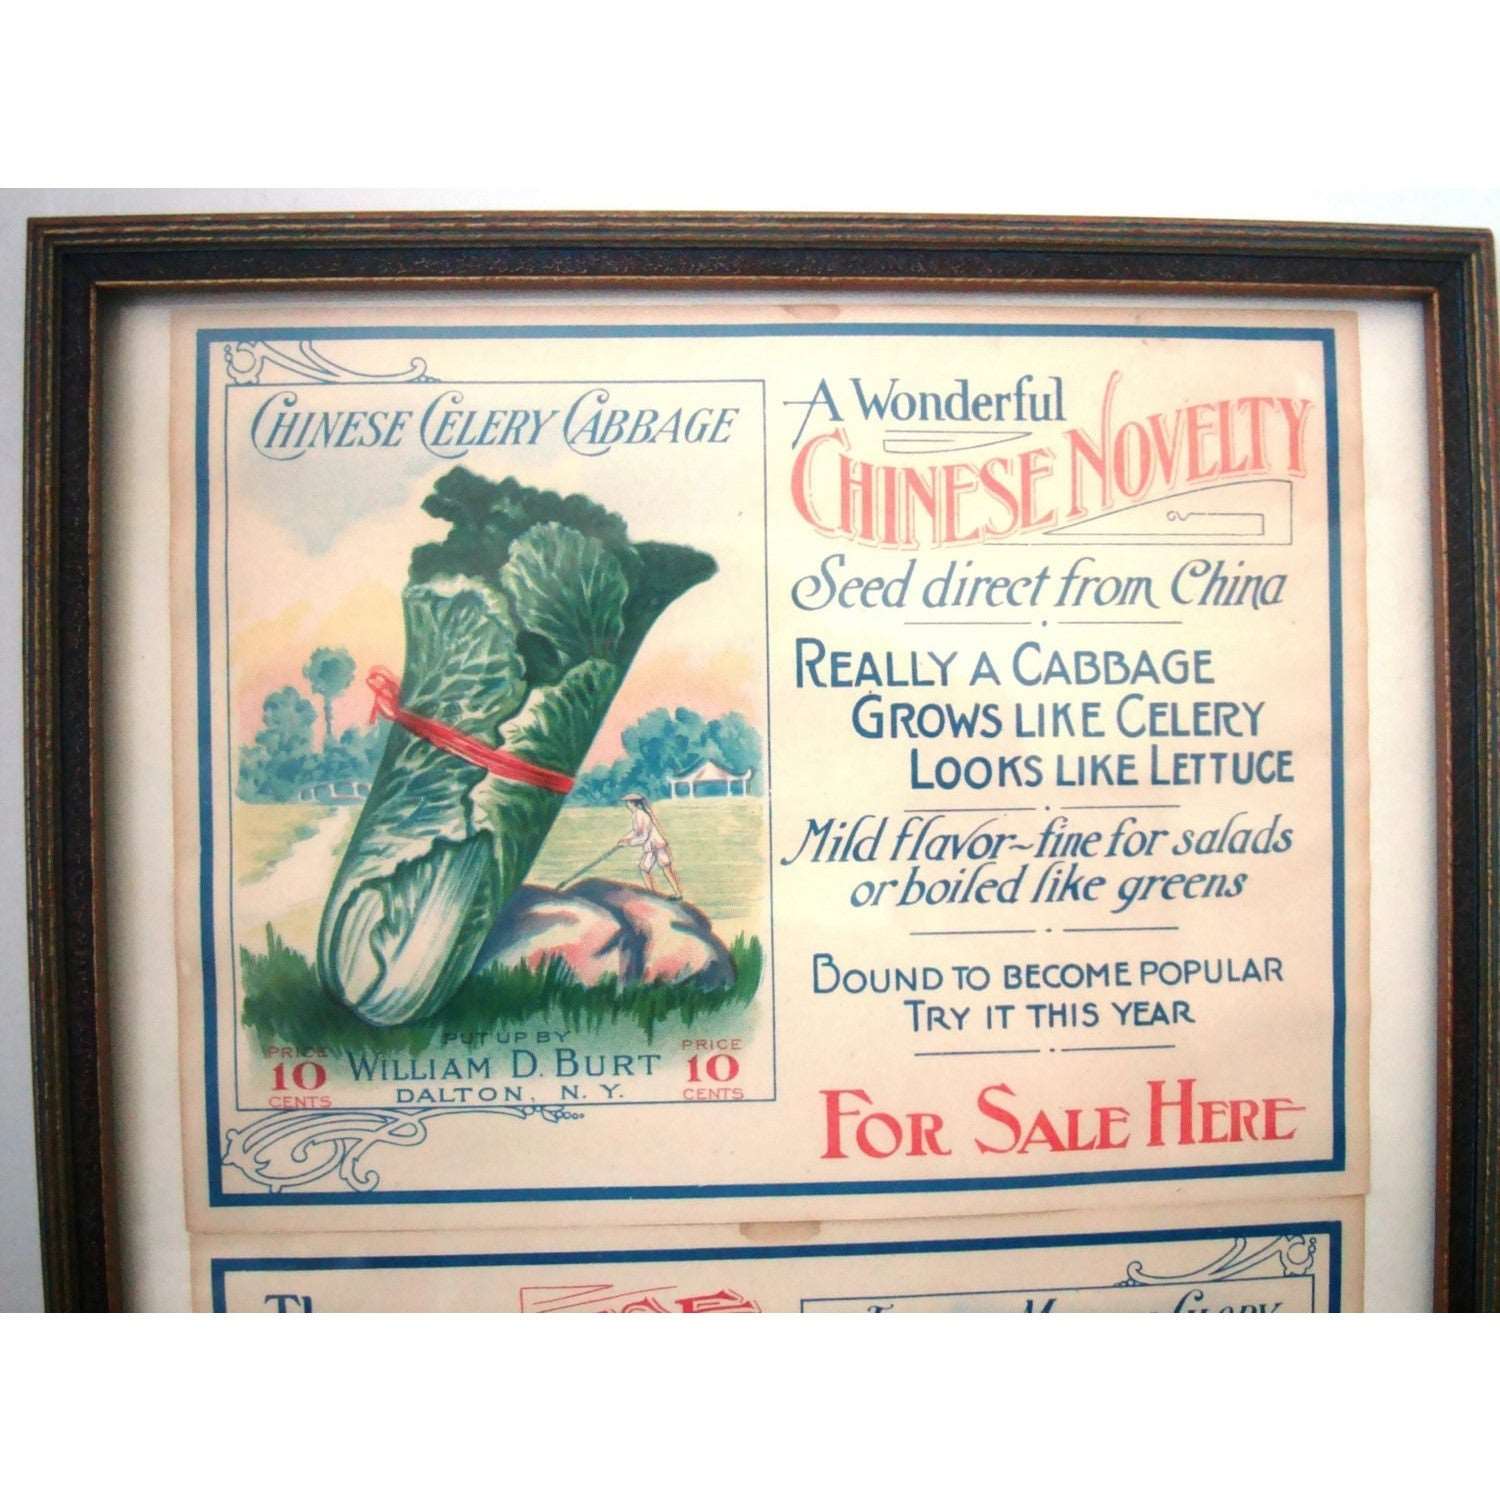 CHINESE CELERY CABBAGE
PUT UP BY
WILLIAM D. BURT
DALTON, N. Y.
PRICE
10
CENTS
PRICE
10
CENTS
A Wonderful
CHINESE NOVELTY
Seed direct from China
REALLY A CABBAGE
GROWS LIKE CELERY
LOOKS LIKE LETTUCE
Mild flavor~fine for salads
or boiled like greens
BOUND TO BECOME POPULAR
TRY IT THIS YEAR
FOR SALE HERE